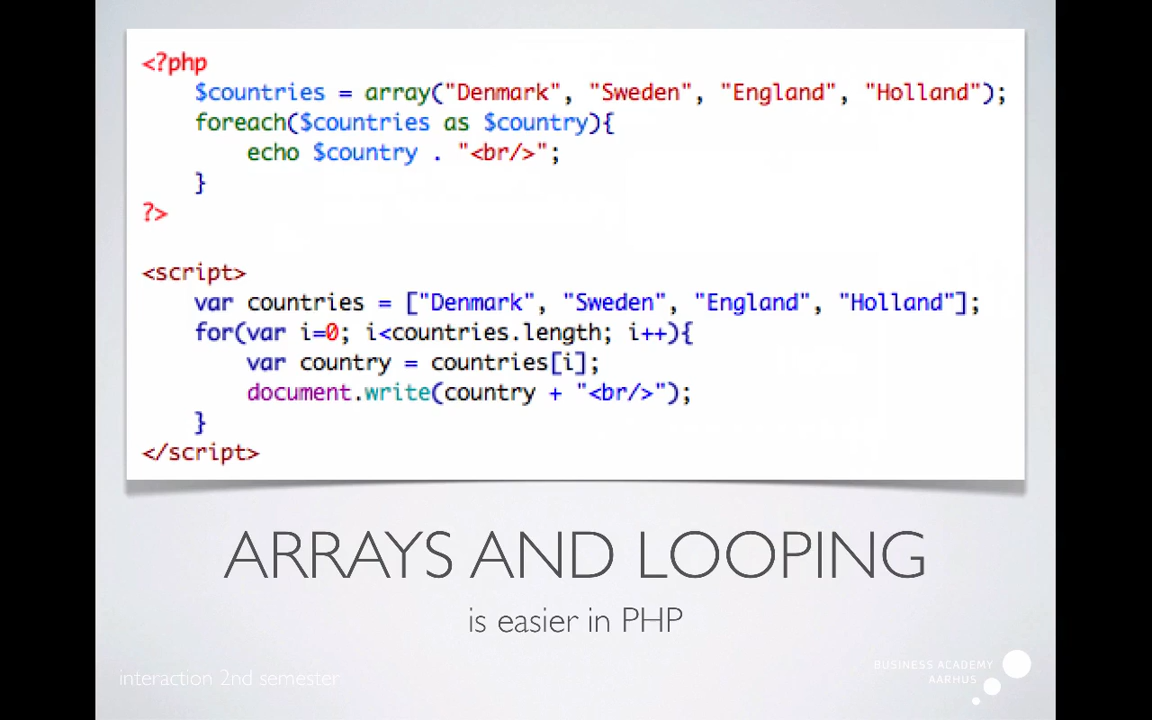 <?php
$countries = array("Denmark", "Sweden", "England", "Holland");
foreach($countries as $country){
echo $country . "<br/>";
}
?>
<script>
var countries = ["Denmark", "Sweden", "England", "Holland"];
for(var i=0; i<countries.length; i++){
var country = countries[i];
document.write(country + "<br/>");
}
</script>
ARRAYS AND LOOPING
is easier in PHP
interaction 2nd semester
BUSINESS ACADEMY
AARHUS